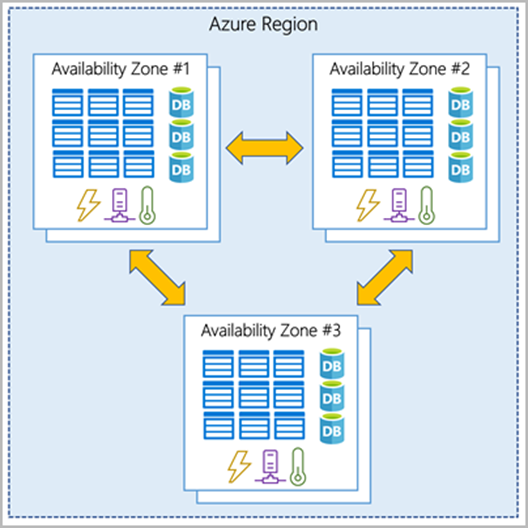 Azure Region
Availability Zone #1
DB
DB
DB
Availability Zone #2
DB
DB
DB
Availability Zone #3
DB
DB
DB